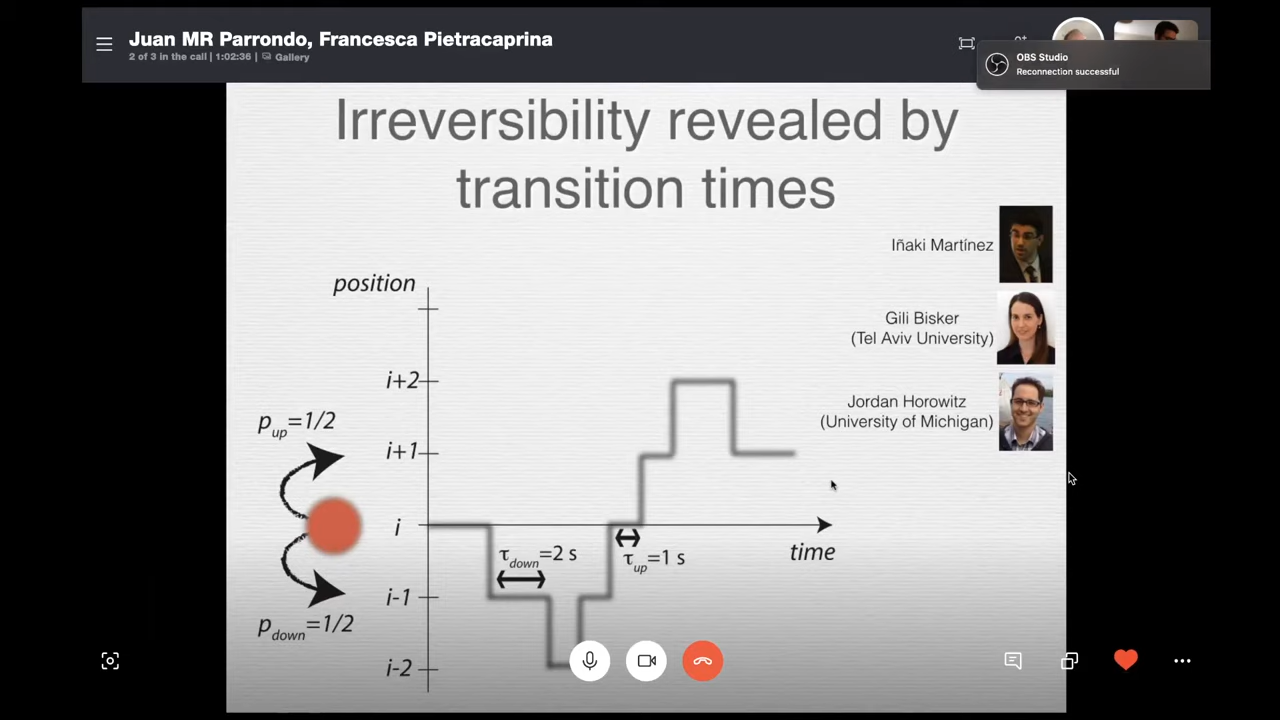 Juan MR Parrondo, Francesca Pietracaprina
2 of 3 in the call | 1:02:36 | Gallery
OBS Studio
Reconnection successful
Irreversibility revealed by
transition times
Iñaki Martínez
Gili Bisker
(Tel Aviv University)
Jordan Horowitz
(University of Michigan)
position
i+2
p_up=1/2
i+1
i
time
τ_down=2 s
τ_up=1 s
i-1
p_down=1/2
i-2